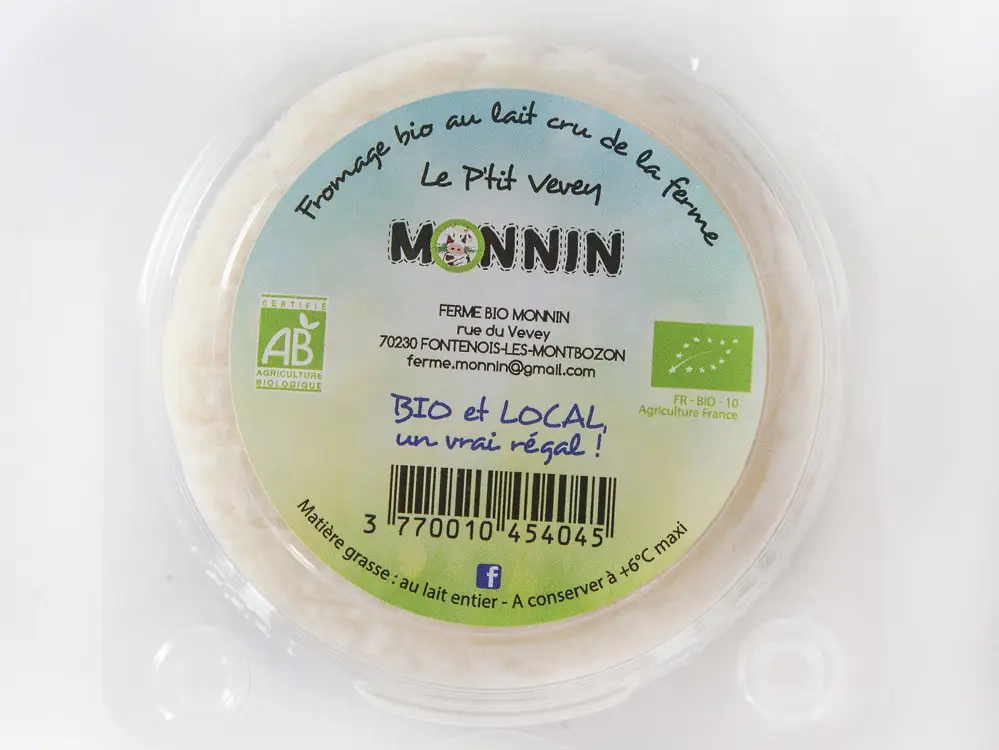 Fromage bio au lait cru de la ferme
Le P'tit Vevey
MONNIN
FERME BIO MONNIN
rue du Vevey
70230 FONTENOIS-LES-MONTBOZON
ferme.monnin@gmail.com
CERTIFIÉ
AB
AGRICULTURE
BIOLOGIQUE
FR - BIO - 10
Agriculture France
BIO et LOCAL,
un vrai régal !
3 770010 454045
f
Matière grasse : au lait entier - A conserver à +6°C maxi